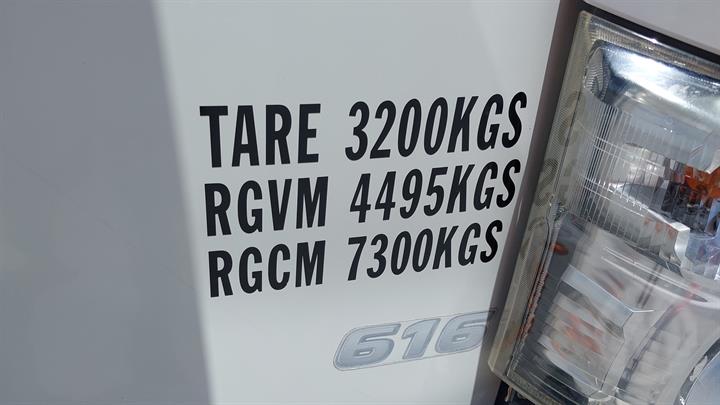 TARE 3200KGS
RGVM 4495KGS
RGCM 7300KGS
616